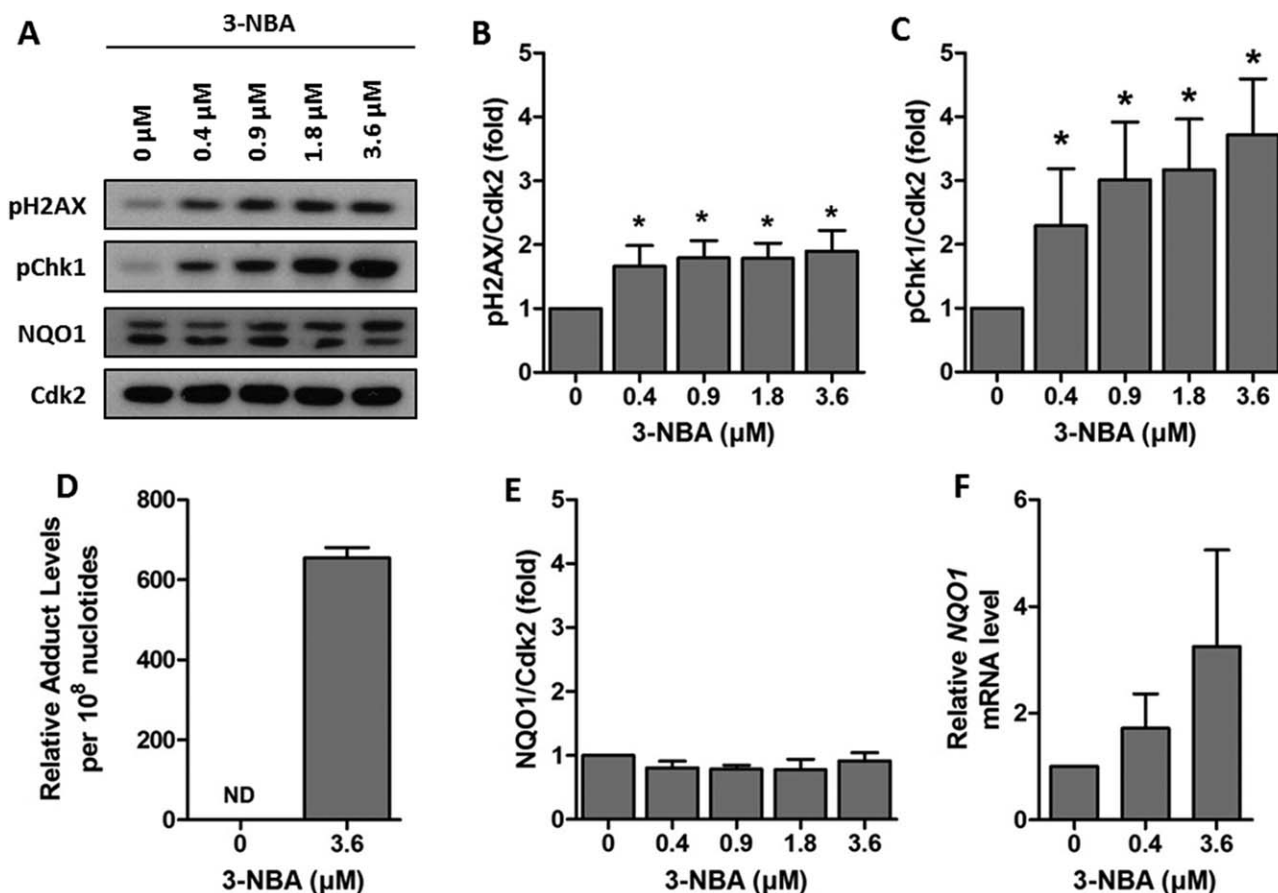 A
3-NBA
0 µM
0.4 µM
0.9 µM
1.8 µM
3.6 µM
pH2AX
pChk1
NQO1
Cdk2
B
pH2AX/Cdk2 (fold)
5
4
3
2
1
0
0 0.4 0.9 1.8 3.6
3-NBA (µM)
* * * *
C
pChk1/Cdk2 (fold)
5
4
3
2
1
0
0 0.4 0.9 1.8 3.6
3-NBA (µM)
* * * *
D
Relative Adduct Levels
per 10⁸ nuclotides
800
600
400
200
0
ND
0 3.6
3-NBA (µM)
E
NQO1/Cdk2 (fold)
5
4
3
2
1
0
0 0.4 0.9 1.8 3.6
3-NBA (µM)
F
Relative NQO1
mRNA level
6
4
2
0
0 0.4 3.6
3-NBA (µM)